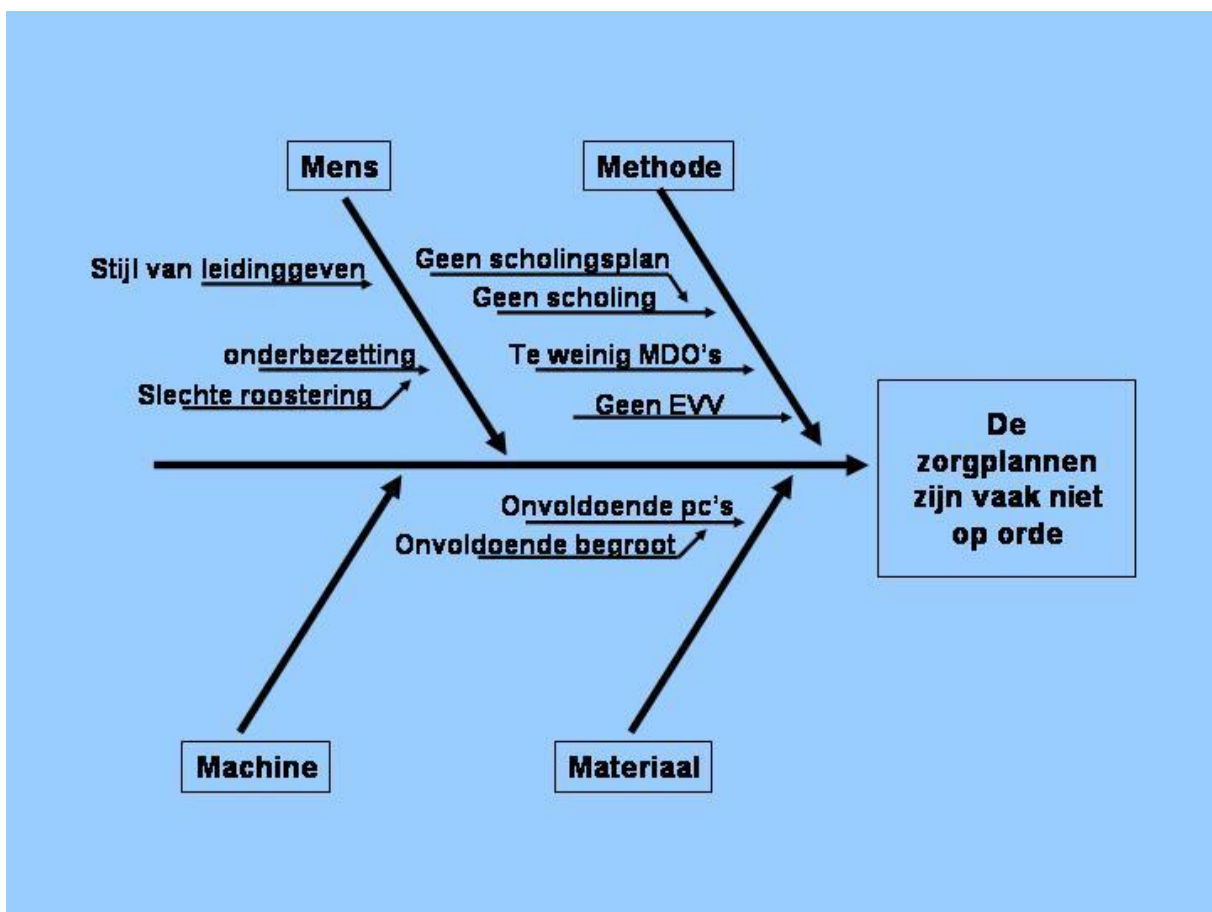 Mens
Methode
Stijl van leidinggeven
Geen scholingsplan
Geen scholing
onderbezetting
Te weinig MDO's
Slechte roostering
Geen EVV
De
zorgplannen
zijn vaak niet
op orde
Onvoldoende pc's
Onvoldoende begroot
Machine
Materiaal